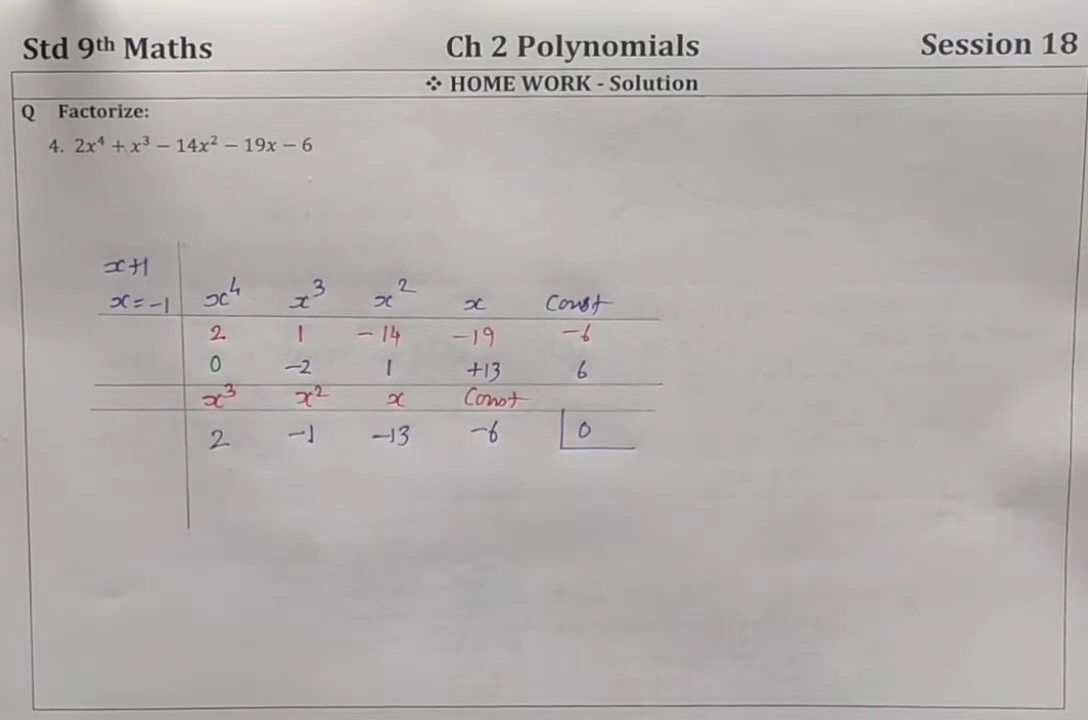 Std 9th Maths Ch 2 Polynomials Session 18
❖ HOME WORK - Solution
Q Factorize:
4. 2x⁴ + x³ – 14x² – 19x – 6
x+1
x=-1 x⁴ x³ x² x Const
2 1 -14 -19 -6
0 -2 1 +13 6
x³ x² x Const
2 -1 -13 -6 0